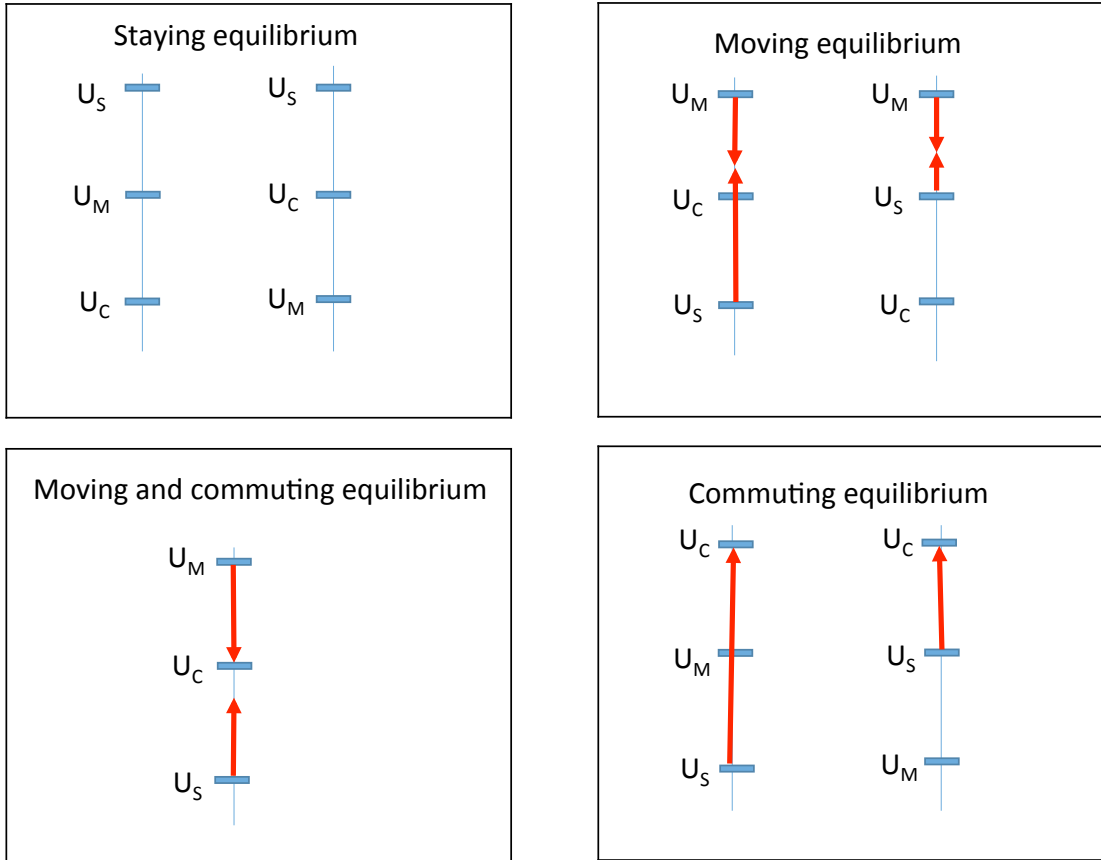 Staying equilibrium
U_S U_S
U_M U_C
U_C U_M
Moving equilibrium
U_M U_M
U_C U_S
U_S U_C
Moving and commuting equilibrium
U_M
U_C
U_S
Commuting equilibrium
U_C U_C
U_M U_S
U_S U_M